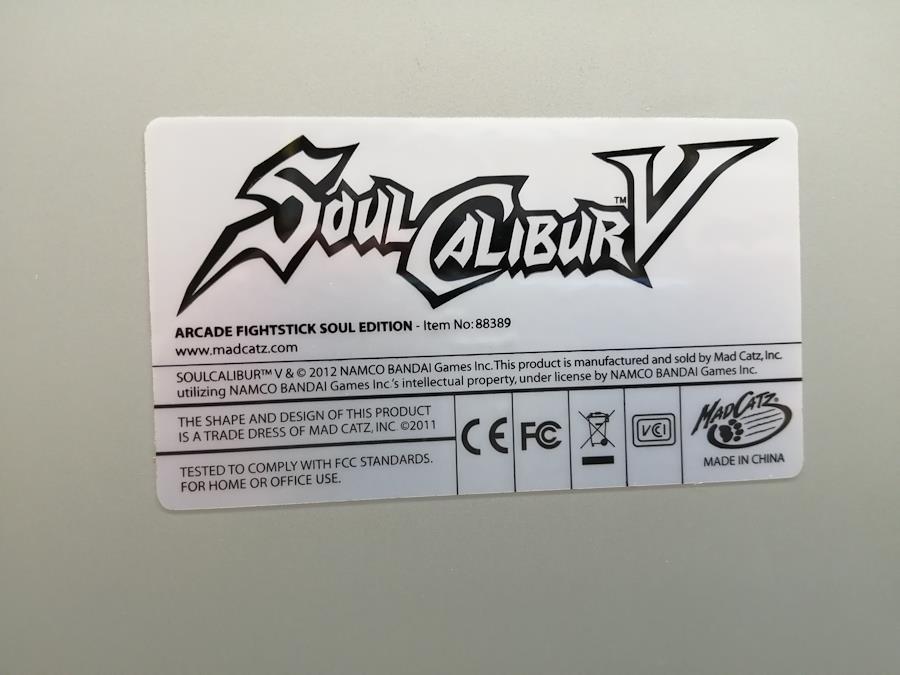 SOULCALIBUR V™
ARCADE FIGHTSTICK SOUL EDITION - Item No: 88389
www.madcatz.com
SOULCALIBUR™ V & © 2012 NAMCO BANDAI Games Inc. This product is manufactured and sold by Mad Catz, Inc.
utilizing NAMCO BANDAI Games Inc.'s intellectual property, under license by NAMCO BANDAI Games Inc.
THE SHAPE AND DESIGN OF THIS PRODUCT
IS A TRADE DRESS OF MAD CATZ, INC ©2011
TESTED TO COMPLY WITH FCC STANDARDS.
FOR HOME OR OFFICE USE.
CE
FC
VCI
MADCATZ®
MADE IN CHINA